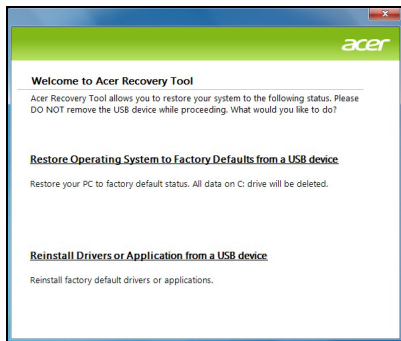 acer
Welcome to Acer Recovery Tool
Acer Recovery Tool allows you to restore your system to the following status. Please
DO NOT remove the USB device while proceeding. What would you like to do?
Restore Operating System to Factory Defaults from a USB device
Restore your PC to factory default status. All data on C: drive will be deleted.
Reinstall Drivers or Application from a USB device
Reinstall factory default drivers or applications.